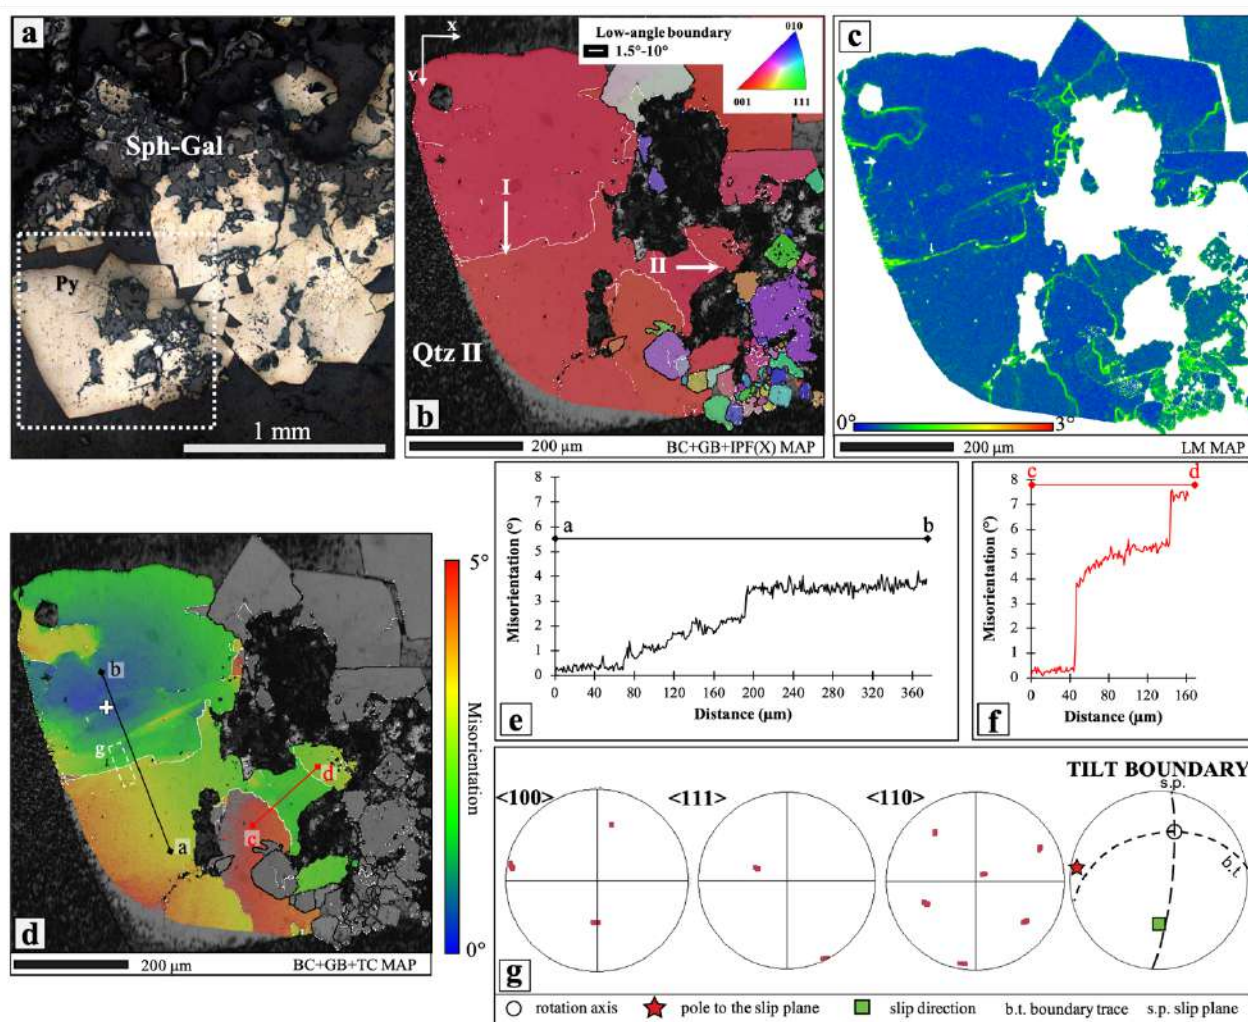 a
Sph-Gal
Py
1 mm
X
Y
Low-angle boundary
1.5°-10°
010
001
111
I
II
Qtz II
b
200 µm
BC+GB+IPF(X) MAP
c
0°
3°
200 µm
LM MAP
b
g
a
c
d
5°
Misorientation
0°
d
200 µm
BC+GB+TC MAP
8
7
6
5
4
3
2
1
0
Misorientation (°)
a
b
0 40 80 120 160 200 240 280 320 360
Distance (µm)
e
c
d
8
7
6
5
4
3
2
1
0
Misorientation (°)
0 40 80 120 160
Distance (µm)
f
TILT BOUNDARY
<100>
<111>
<110>
s.p.
b.t
g
rotation axis
pole to the slip plane
slip direction
b.t. boundary trace
s.p. slip plane